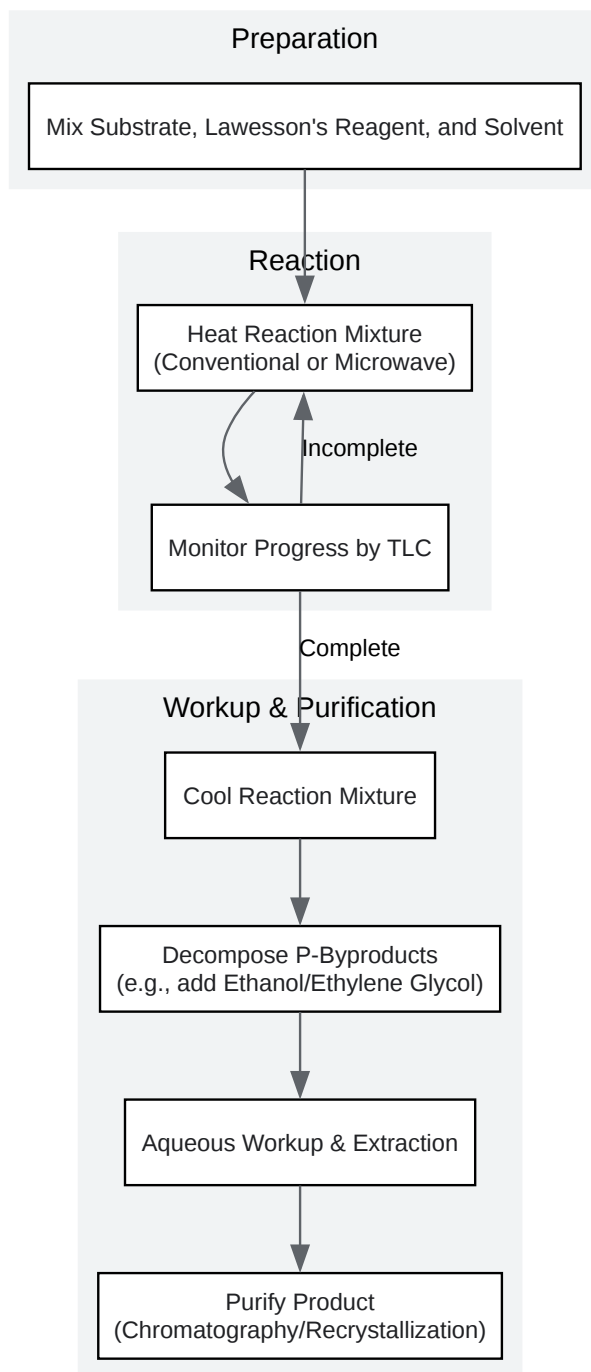 Preparation
Mix Substrate, Lawesson's Reagent, and Solvent
Reaction
Heat Reaction Mixture
(Conventional or Microwave)
Incomplete
Monitor Progress by TLC
Complete
Workup & Purification
Cool Reaction Mixture
Decompose P-Byproducts
(e.g., add Ethanol/Ethylene Glycol)
Aqueous Workup & Extraction
Purify Product
(Chromatography/Recrystallization)